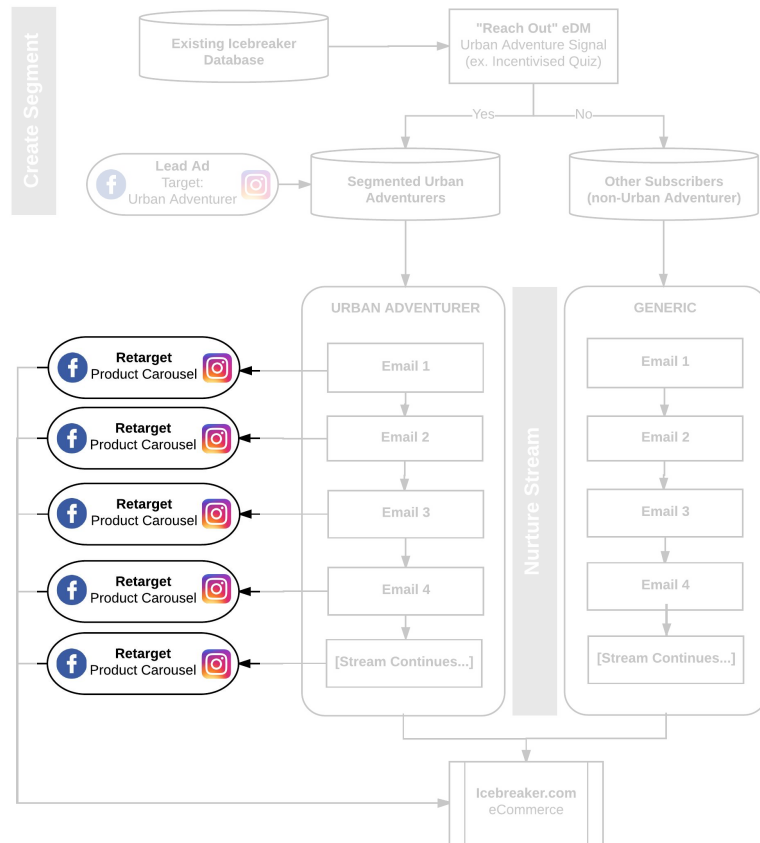 Create Segment
Existing Icebreaker
Database
"Reach Out" eDM
Urban Adventure Signal
(ex. Incentivised Quiz)
Yes
No
Lead Ad
Target:
Urban Adventurer
Segmented Urban
Adventurers
Other Subscribers
(non-Urban Adventurer)
URBAN ADVENTURER
GENERIC
Nurture Stream
Retarget
Product Carousel
Email 1
Email 1
Retarget
Product Carousel
Email 2
Email 2
Retarget
Product Carousel
Email 3
Email 3
Retarget
Product Carousel
Email 4
Email 4
Retarget
Product Carousel
[Stream Continues...]
[Stream Continues...]
Icebreaker.com
eCommerce